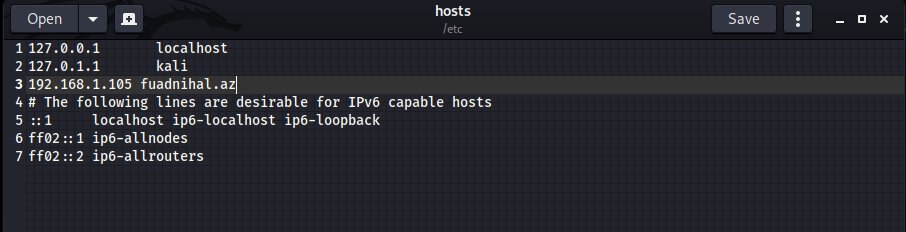 Open
hosts
/etc
Save
1 127.0.0.1 localhost
2 127.0.1.1 kali
3 192.168.1.105 fuadnihal.az
4 # The following lines are desirable for IPv6 capable hosts
5 ::1 localhost ip6-localhost ip6-loopback
6 ff02::1 ip6-allnodes
7 ff02::2 ip6-allrouters